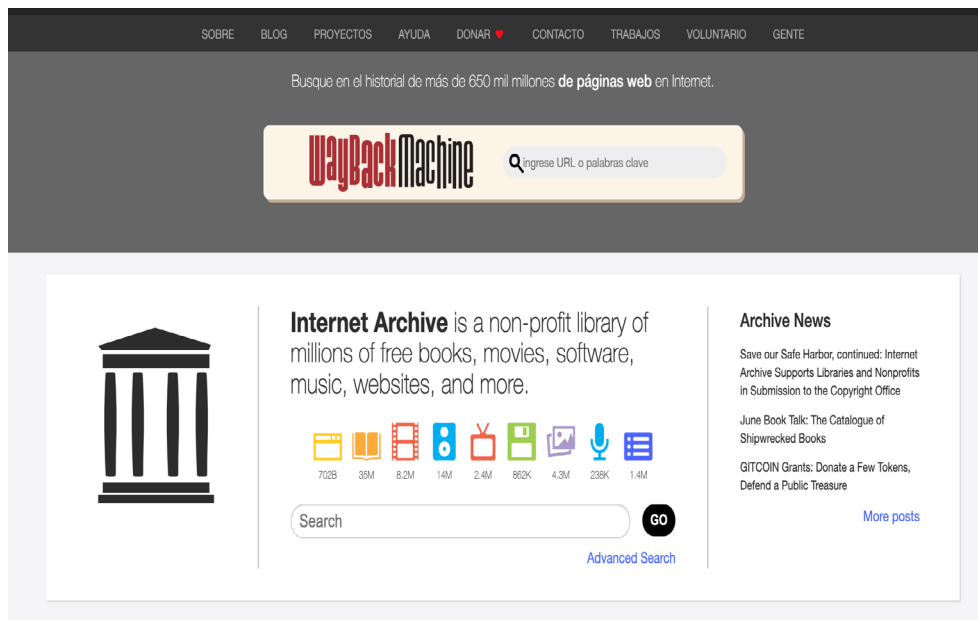 SOBRE BLOG PROYECTOS AYUDA DONAR CONTACTO TRABAJOS VOLUNTARIO GENTE
Busque en el historial de más de 650 mil millones de páginas web en Internet.
WayBackMachine
ingrese URL o palabras clave
Internet Archive is a non-profit library of
millions of free books, movies, software,
music, websites, and more.
702B 35M 8.2M 14M 2.4M 862K 4.3M 238K 1.4M
Search
GO
Advanced Search
Archive News
Save our Safe Harbor, continued: Internet
Archive Supports Libraries and Nonprofits
in Submission to the Copyright Office
June Book Talk: The Catalogue of
Shipwrecked Books
GITCOIN Grants: Donate a Few Tokens,
Defend a Public Treasure
More posts